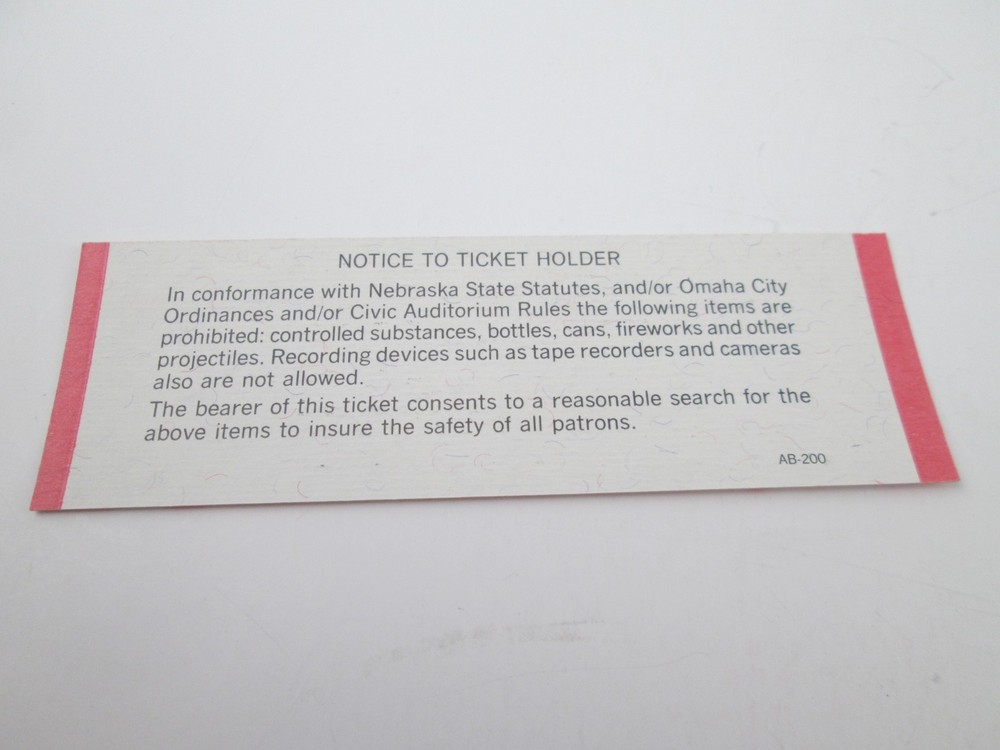 NOTICE TO TICKET HOLDER
In conformance with Nebraska State Statutes, and/or Omaha City
Ordinances and/or Civic Auditorium Rules the following items are
prohibited: controlled substances, bottles, cans, fireworks and other
projectiles. Recording devices such as tape recorders and cameras
also are not allowed.
The bearer of this ticket consents to a reasonable search for the
above items to insure the safety of all patrons.
AB-200